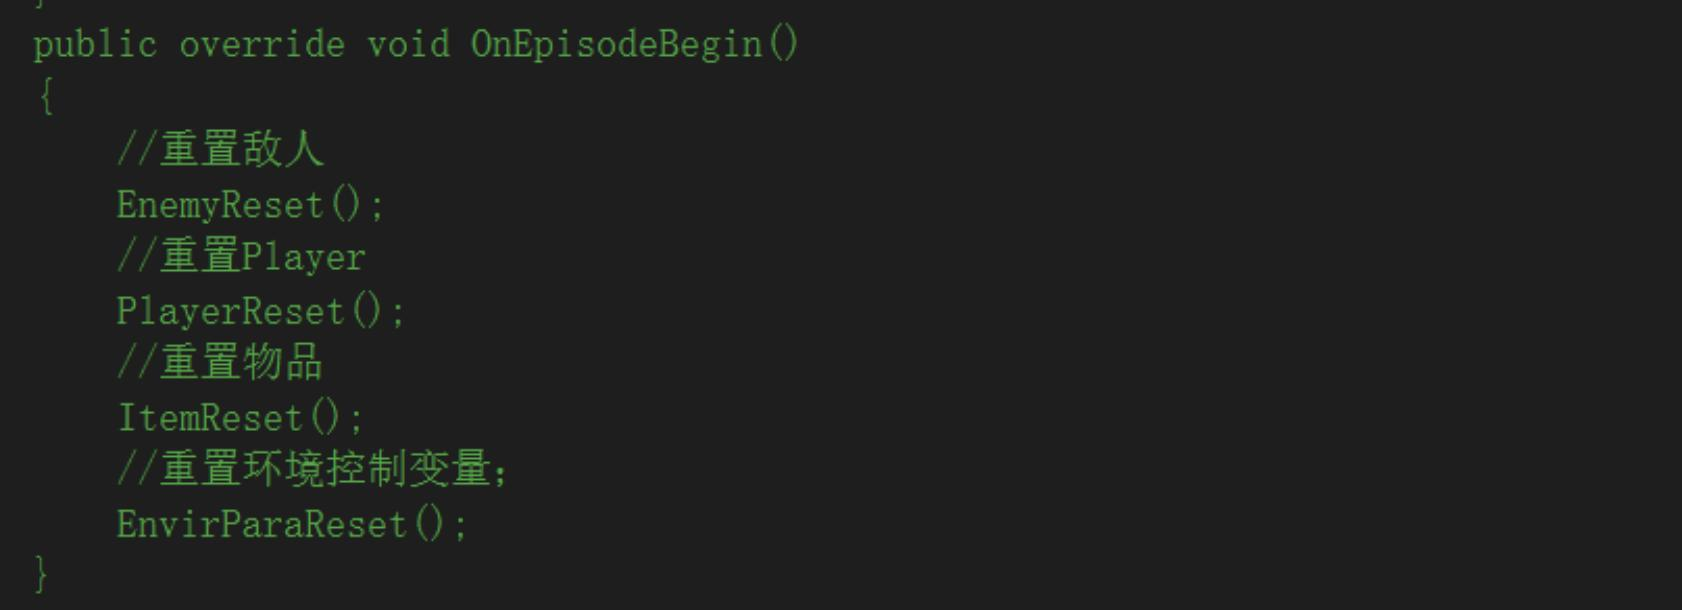 }
public override void OnEpisodeBegin()
{
//重置敌人
EnemyReset();
//重置Player
PlayerReset();
//重置物品
ItemReset();
//重置环境控制变量;
EnvirParaReset();
}